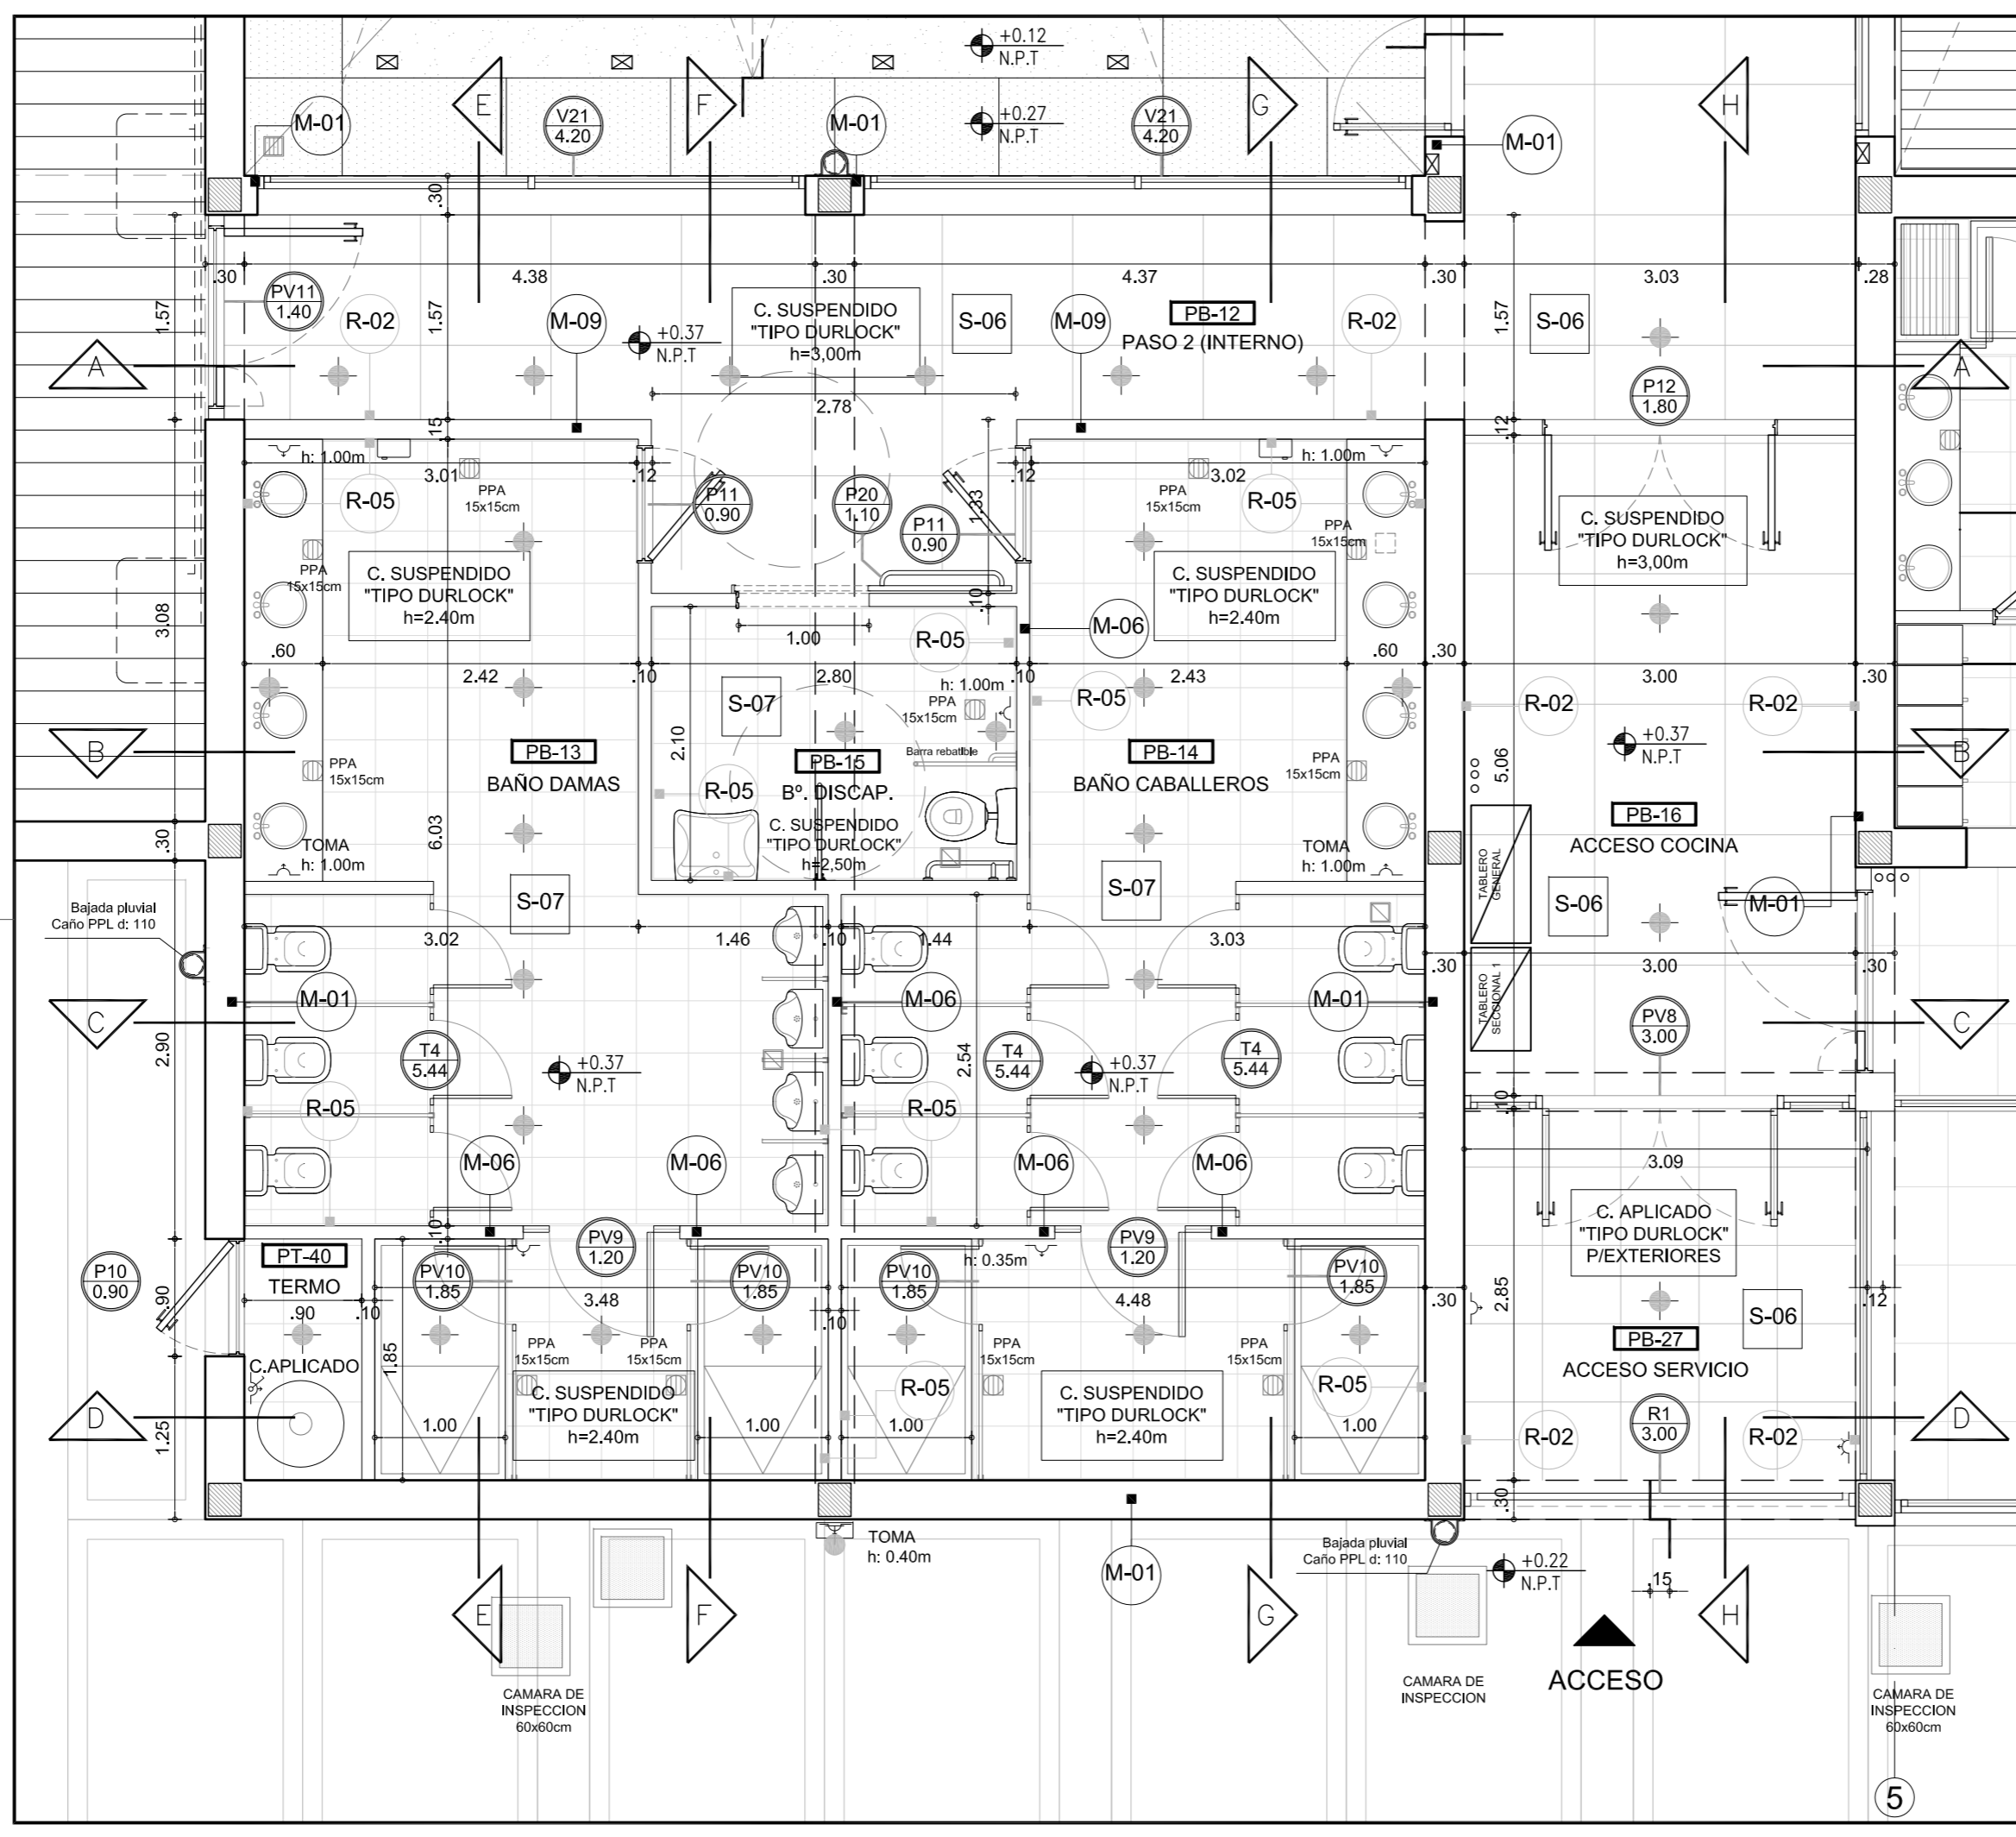 +0.12
N.P.T
+0.27
N.P.T
E
F
G
H
M-01
V21
4.20
M-01
V21
4.20
M-01
.30
.30
4.38
.30
4.37
.30
3.03
.28
1.57
PV11
1.40
R-02
1.57
M-09
+0.37
N.P.T
C. SUSPENDIDO
"TIPO DURLOCK"
h=3,00m
S-06
M-09
PB-12
PASO 2 (INTERNO)
R-02
1.57
S-06
A
A
P12
1.80
2.78
.15
.12
h: 1.00m
3.01
.12
PPA
15x15cm
R-05
P11
0.90
P20
1.10
P11
0.90
1.33
.12
3.02
h: 1.00m
PPA
15x15cm
R-05
PPA
15x15cm
C. SUSPENDIDO
"TIPO DURLOCK"
h=3,00m
PPA
15x15cm
C. SUSPENDIDO
"TIPO DURLOCK"
h=2.40m
C. SUSPENDIDO
"TIPO DURLOCK"
h=2.40m
3.08
.10
1.00
R-05
M-06
.60
2.42
.10
2.80
.10
2.43
.60
.30
3.00
.30
h: 1.00m
S-07
PPA
15x15cm
R-05
R-02
R-02
B
2.10
Barra rebatible
+0.37
N.P.T
B
PB-13
BAÑO DAMAS
PB-15
Bº. DISCAP.
PB-14
BAÑO CABALLEROS
PPA
15x15cm
PPA
15x15cm
5.06
R-05
PB-16
ACCESO COCINA
.30
TOMA
h: 1.00m
6.03
C. SUSPENDIDO
"TIPO DURLOCK"
h=2,50m
TOMA
h: 1.00m
TABLERO
GENERAL
Bajada pluvial
Caño PPL d: 110
S-07
S-07
S-06
M-01
3.02
1.46
.10
1.44
3.03
.30
3.00
.30
TABLERO
SECCIONAL 1
M-01
M-06
M-01
PV8
3.00
C
C
2.90
T4
5.44
2.54
T4
5.44
T4
5.44
+0.37
N.P.T
+0.37
N.P.T
R-05
R-05
.10
M-06
M-06
M-06
M-06
3.09
C. APLICADO
"TIPO DURLOCK"
P/EXTERIORES
.10
PT-40
TERMO
PV9
1.20
PV9
1.20
h: 0.35m
P10
0.90
.90
PV10
1.85
PV10
1.85
PV10
1.85
PV10
1.85
.90
.10
3.48
.10
4.48
.30
2.85
.12
S-06
PB-27
ACCESO SERVICIO
1.85
PPA
15x15cm
PPA
15x15cm
PPA
15x15cm
PPA
15x15cm
C.APLICADO
C. SUSPENDIDO
"TIPO DURLOCK"
h=2.40m
R-05
C. SUSPENDIDO
"TIPO DURLOCK"
h=2.40m
R-05
D
1.25
1.00
1.00
1.00
1.00
R-02
R1
3.00
R-02
D
.30
TOMA
h: 0.40m
M-01
Bajada pluvial
Caño PPL d: 110
+0.22
N.P.T
.15
E
F
G
H
ACCESO
CAMARA DE
INSPECCION
60x60cm
CAMARA DE
INSPECCION
CAMARA DE
INSPECCION
60x60cm
5